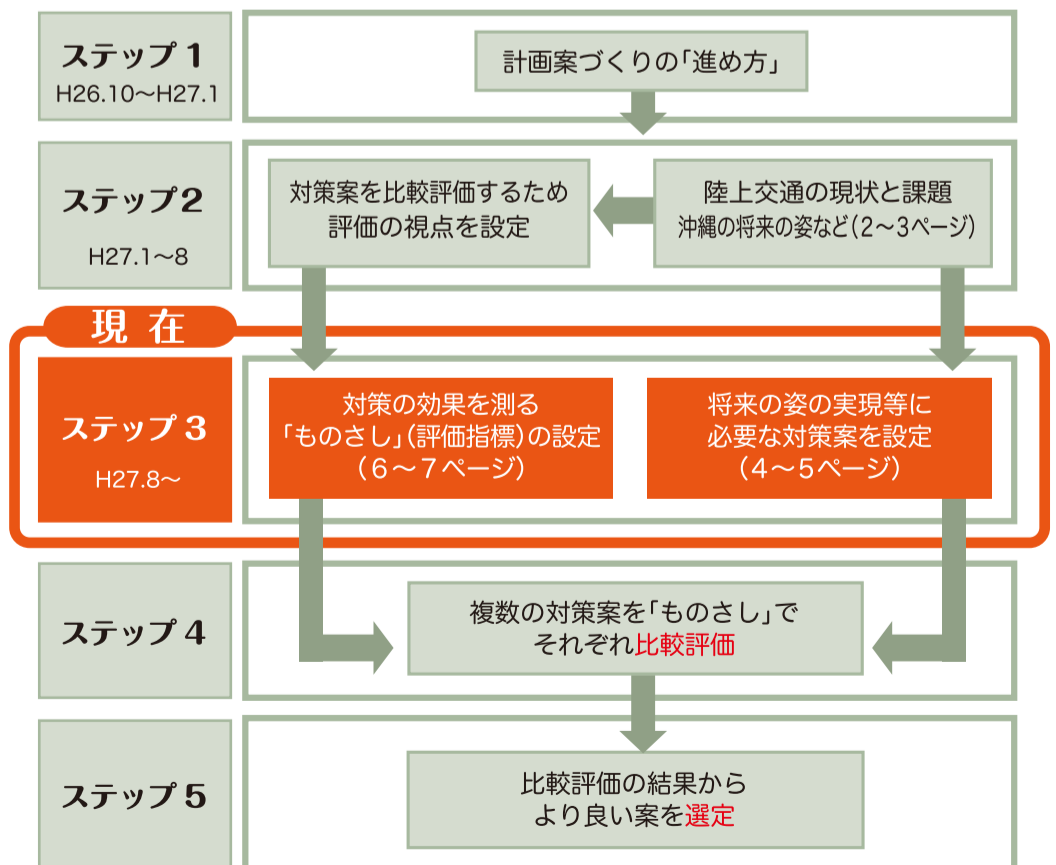 ステップ 1
H26.10～H27.1
計画案づくりの「進め方」
ステップ 2
H27.1～8
対策案を比較評価するため
評価の視点を設定
陸上交通の現状と課題
沖縄の将来の姿など(2～3ページ)
現 在
ステップ 3
H27.8～
対策の効果を測る
「ものさし」(評価指標)の設定
(6～7ページ)
将来の姿の実現等に
必要な対策案を設定
(4～5ページ)
ステップ 4
複数の対策案を「ものさし」で
それぞれ比較評価
ステップ 5
比較評価の結果から
より良い案を選定